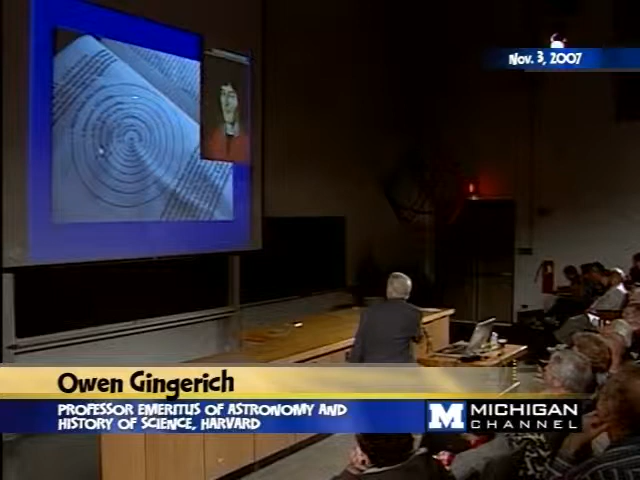 Nov. 3, 2007
Owen Gingerich
PROFESSOR EMERITUS OF ASTRONOMY AND
HISTORY OF SCIENCE, HARVARD
M MICHIGAN
CHANNEL